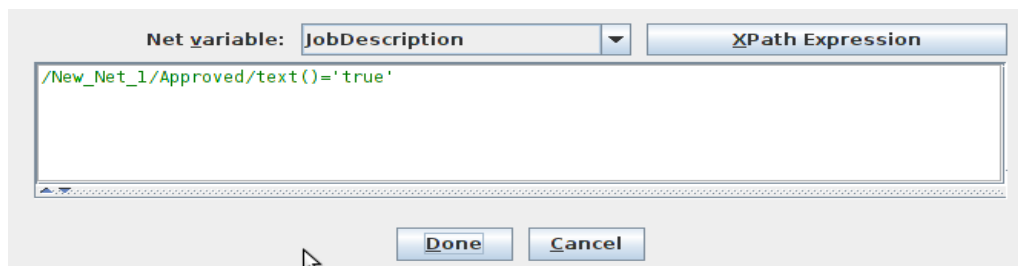 Net variable: JobDescription XPath Expression
/New_Net_1/Approved/text()='true'
Done Cancel